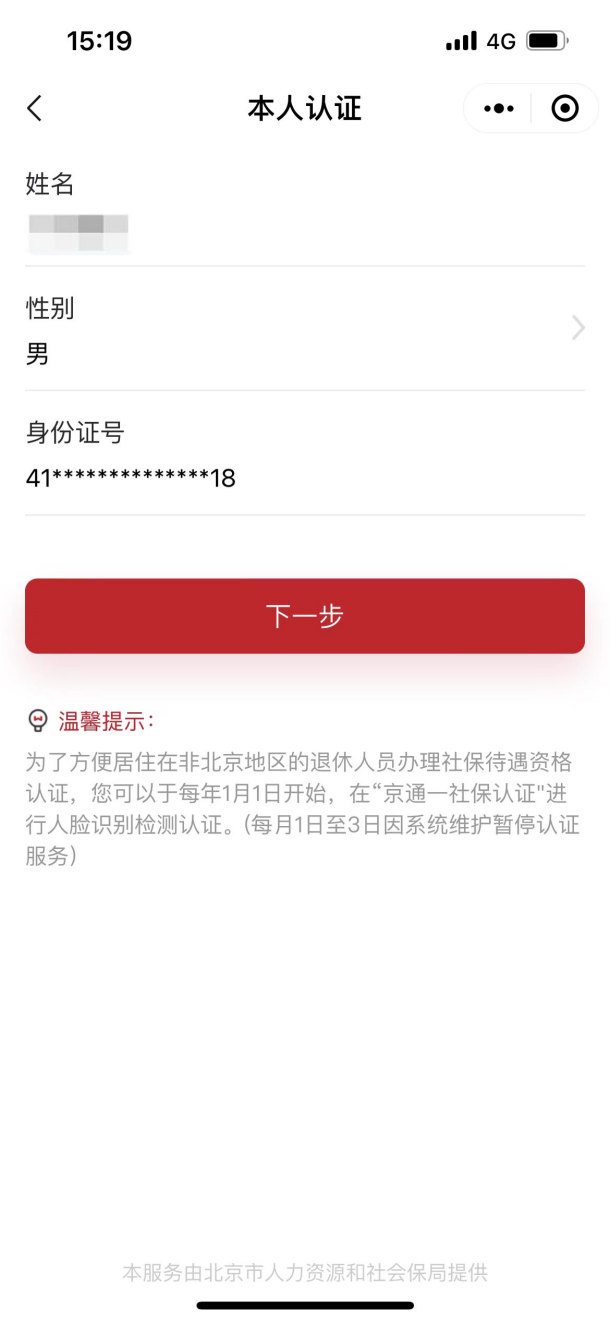 15:19
4G
本人认证
姓名
性别
男
身份证号
41**************18
下一步
温馨提示：
为了方便居住在非北京地区的退休人员办理社保待遇资格
认证，您可以于每年1月1日开始，在“京通一社保认证"进
行人脸识别检测认证。(每月1日至3日因系统维护暂停认证
服务)
本服务由北京市人力资源和社会保局提供